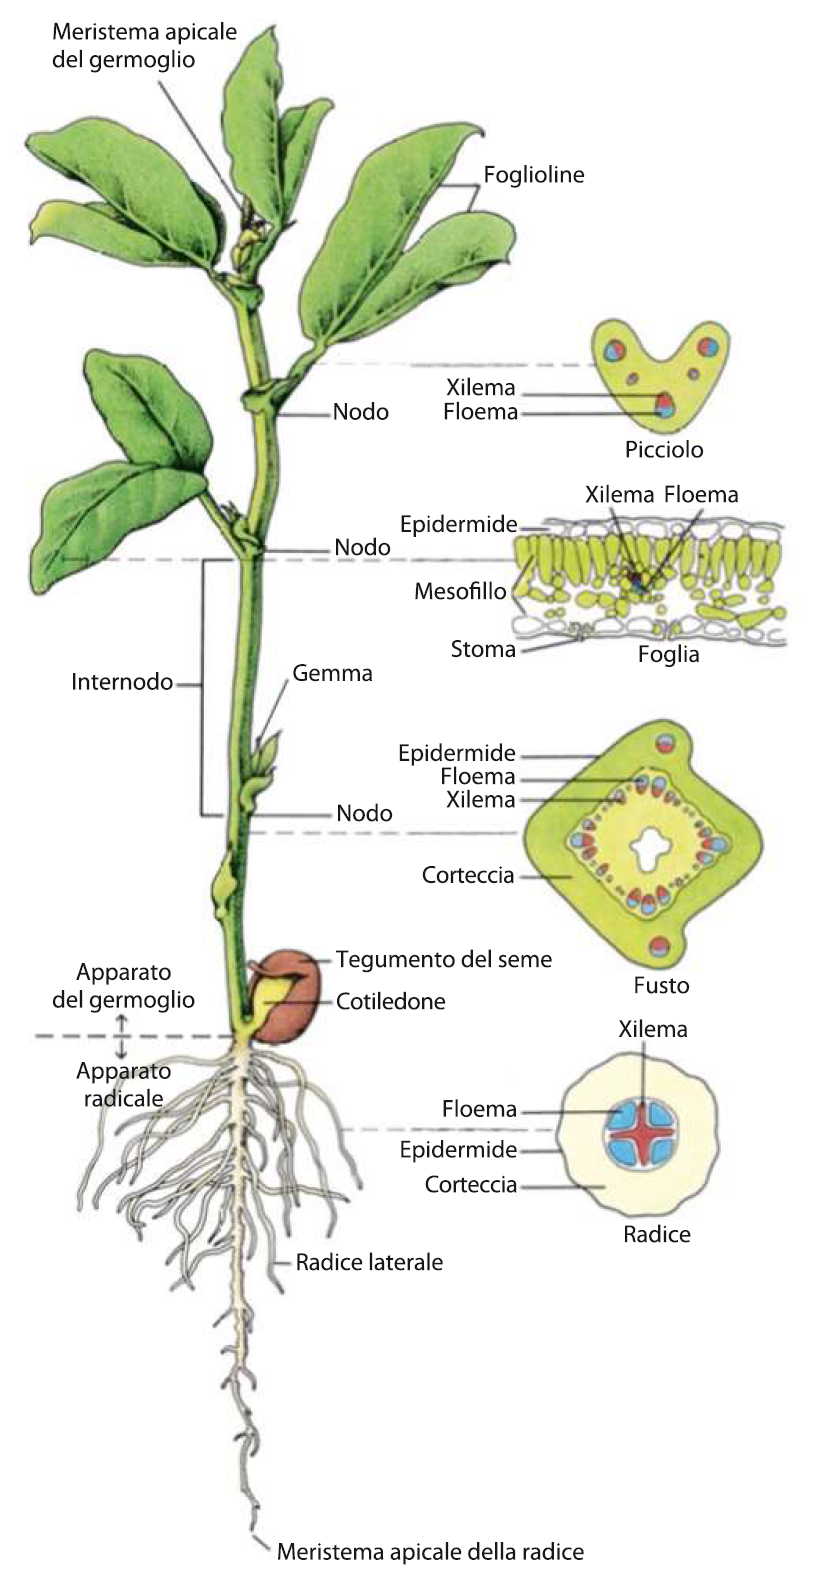 Meristema apicale
del germoglio
Foglioline
Xilema
Floema
Nodo
Picciolo
Xilema Floema
Epidermide
Nodo
Mesofillo
Stoma
Foglia
Internodo
Gemma
Epidermide
Floema
Xilema
Nodo
Corteccia
Tegumento del seme
Apparato
del germoglio
Cotiledone
Fusto
Xilema
Apparato
radicale
Floema
Epidermide
Corteccia
Radice
Radice laterale
Meristema apicale della radice